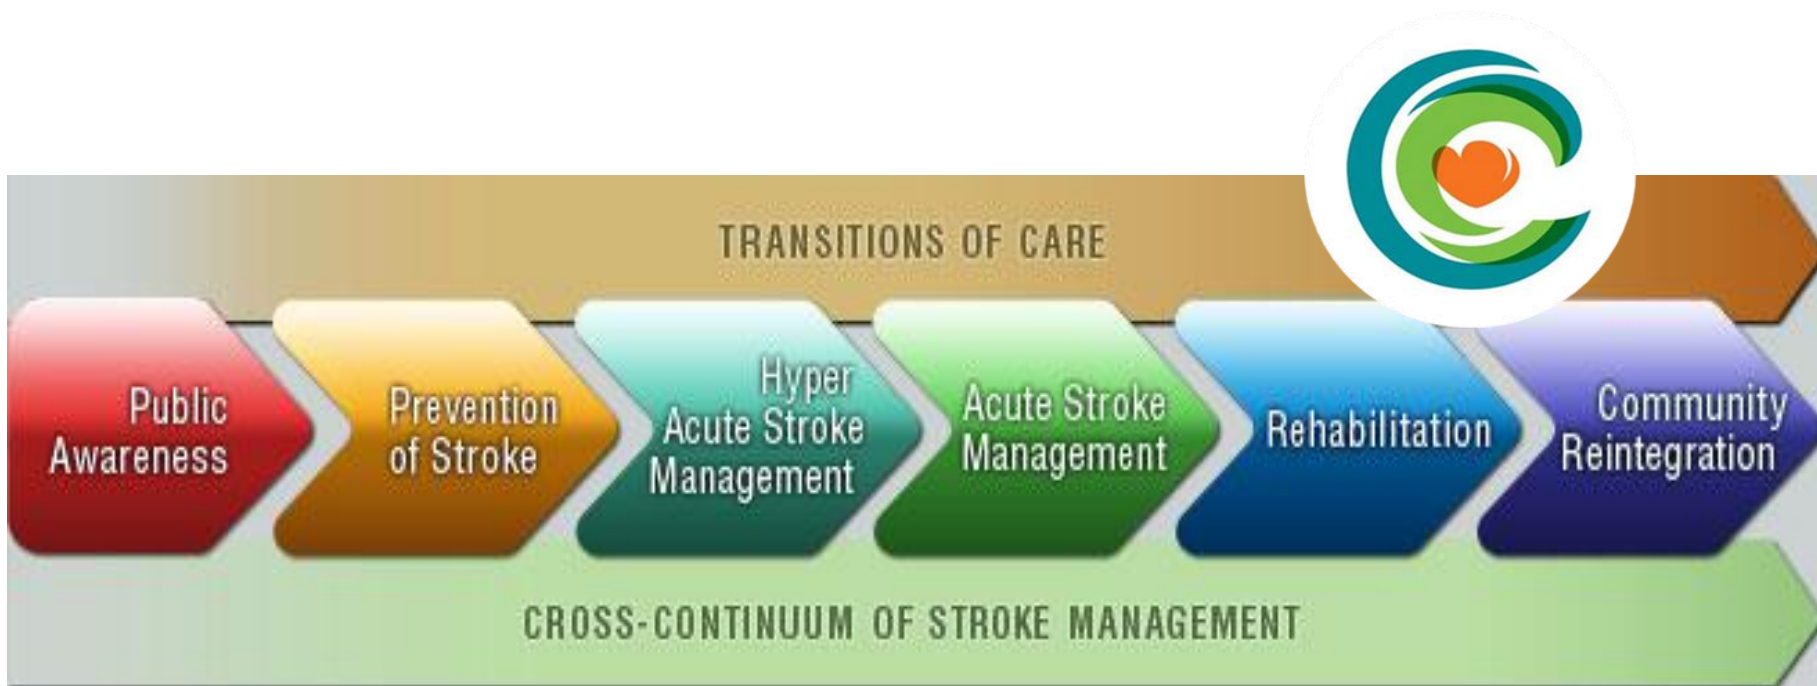 TRANSITIONS OF CARE
Public
Awareness
Prevention
of Stroke
Hyper
Acute Stroke
Management
Acute Stroke
Management
Rehabilitation
Community
Reintegration
CROSS-CONTINUUM OF STROKE MANAGEMENT